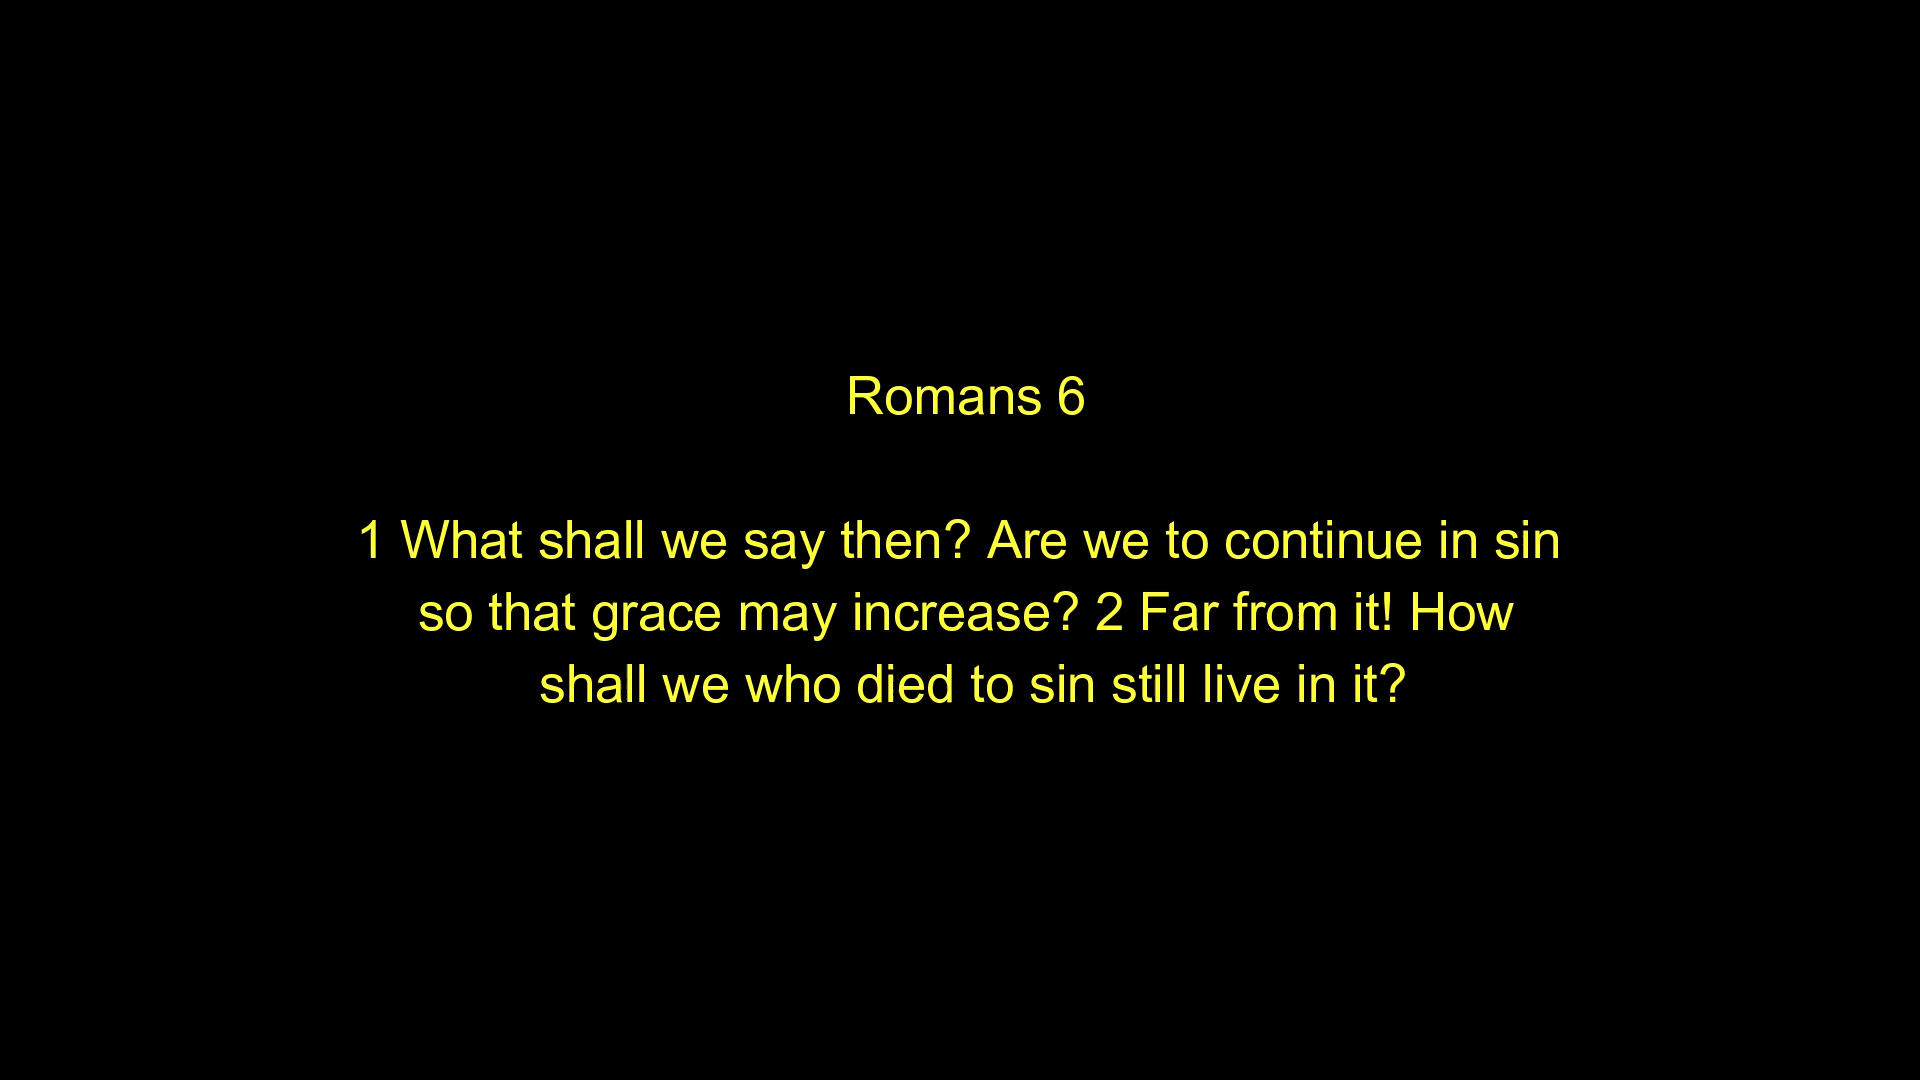 Romans 6
1 What shall we say then? Are we to continue in sin
so that grace may increase? 2 Far from it! How
shall we who died to sin still live in it?